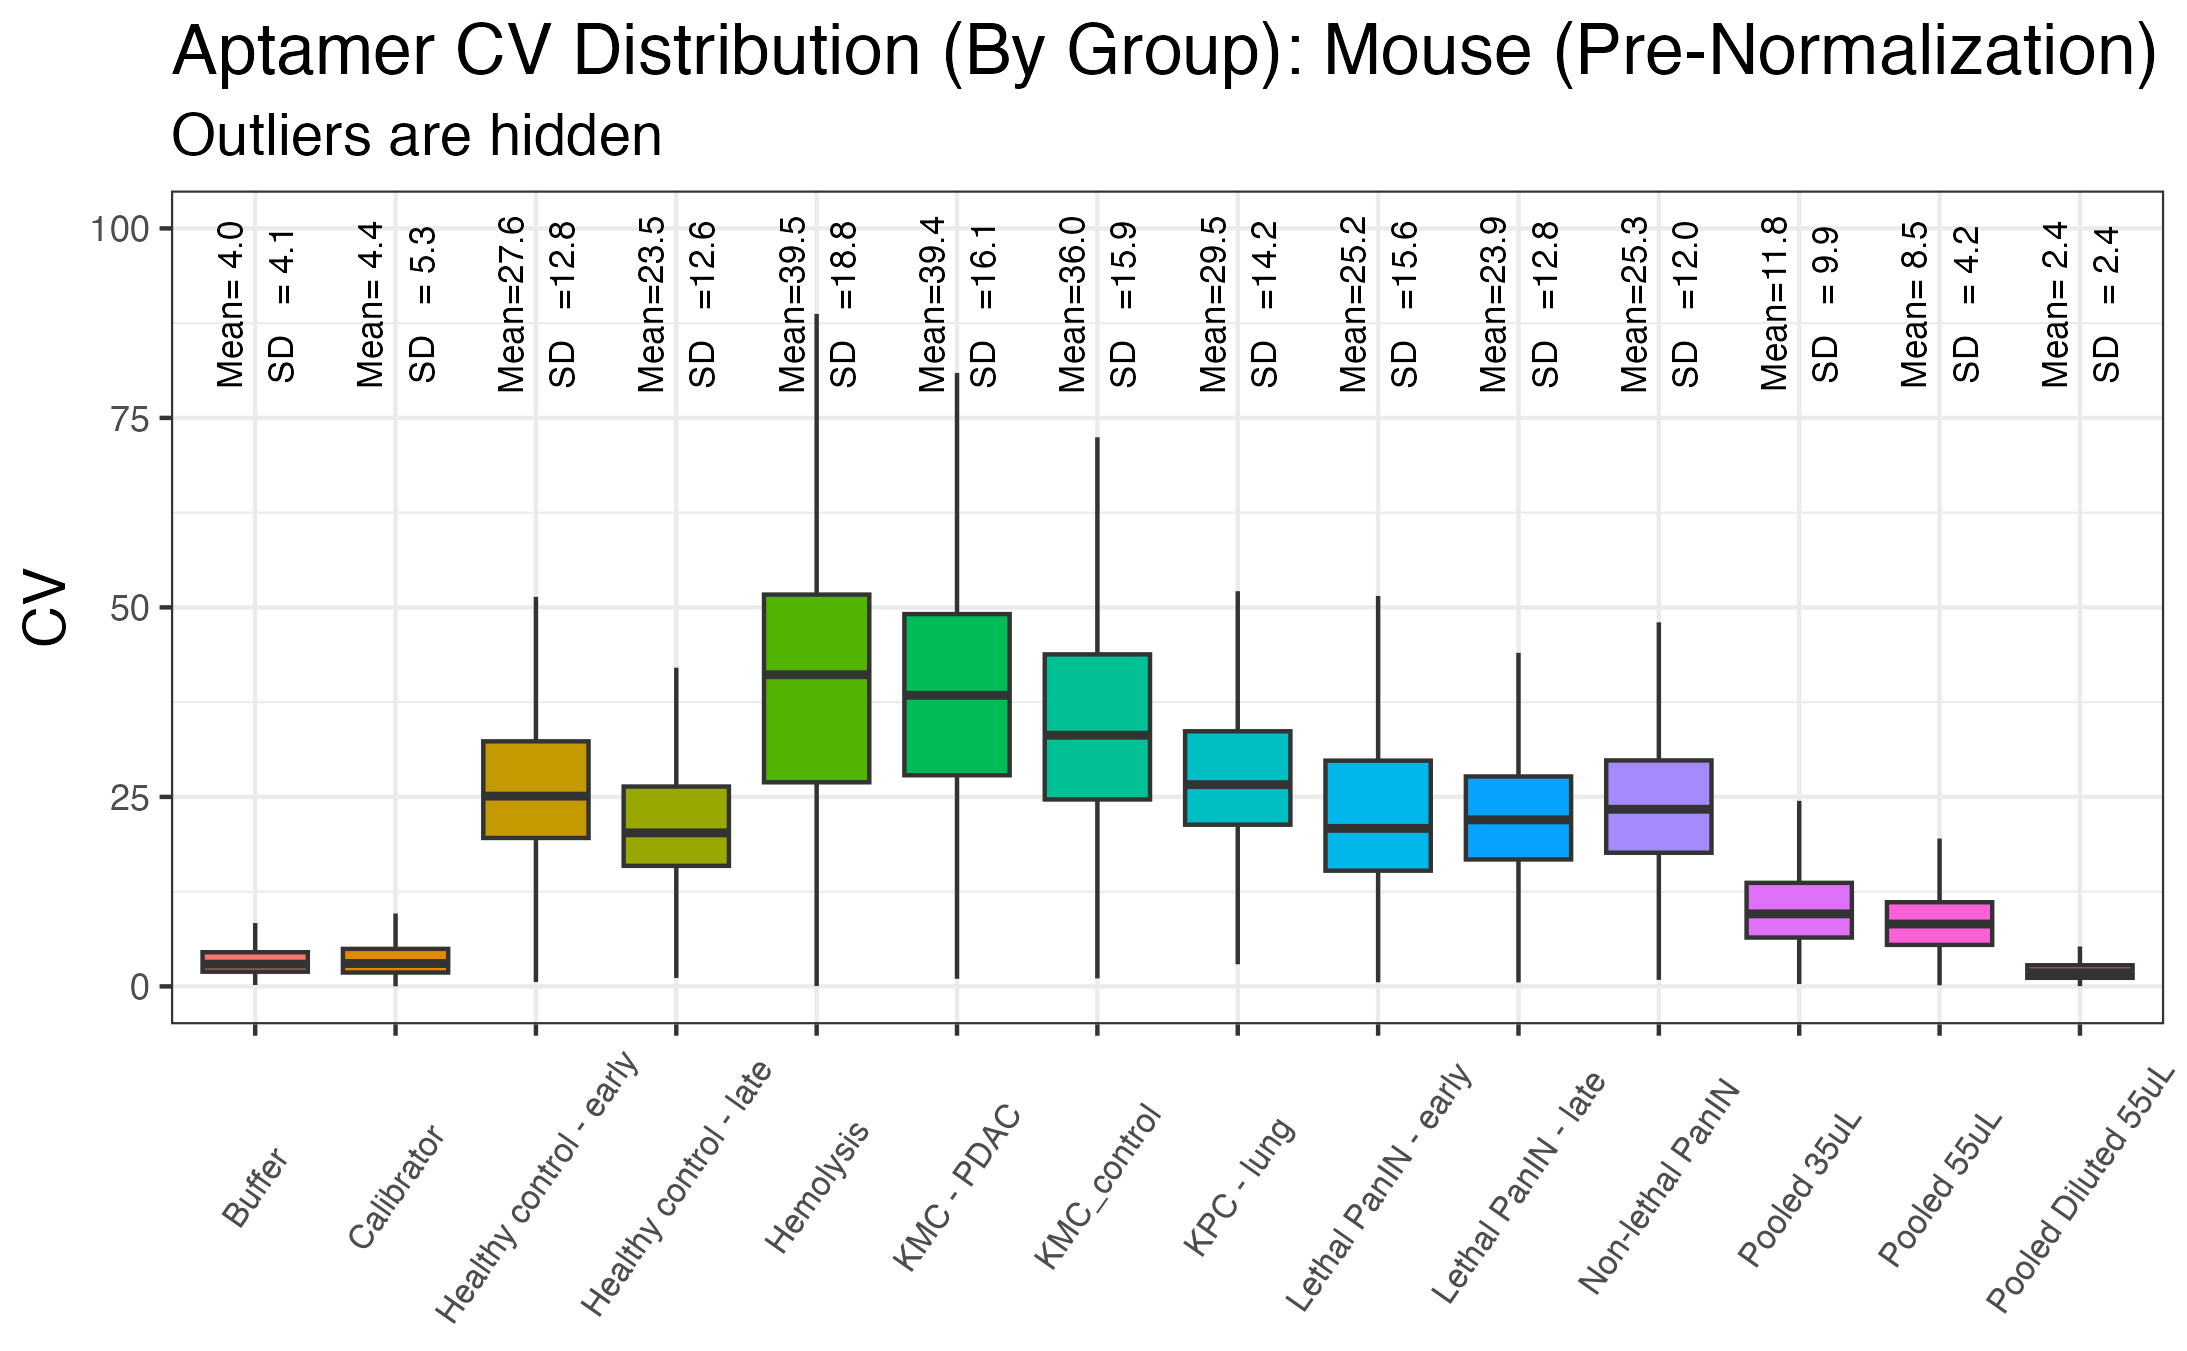 Aptamer CV Distribution (By Group): Mouse (Pre-Normalization)
Outliers are hidden
CV
100
75
50
25
0
Mean= 4.0
SD = 4.1
Mean= 4.4
SD = 5.3
Mean=27.6
SD =12.8
Mean=23.5
SD =12.6
Mean=39.5
SD =18.8
Mean=39.4
SD =16.1
Mean=36.0
SD =15.9
Mean=29.5
SD =14.2
Mean=25.2
SD =15.6
Mean=23.9
SD =12.8
Mean=25.3
SD =12.0
Mean=11.8
SD = 9.9
Mean= 8.5
SD = 4.2
Mean= 2.4
SD = 2.4
Buffer
Calibrator
Healthy control - early
Healthy control - late
Hemolysis
KMC - PDAC
KMC_control
KPC - lung
Lethal PanIN - early
Lethal PanIN - late
Non-lethal PanIN
Pooled 35uL
Pooled 55uL
Pooled Diluted 55uL